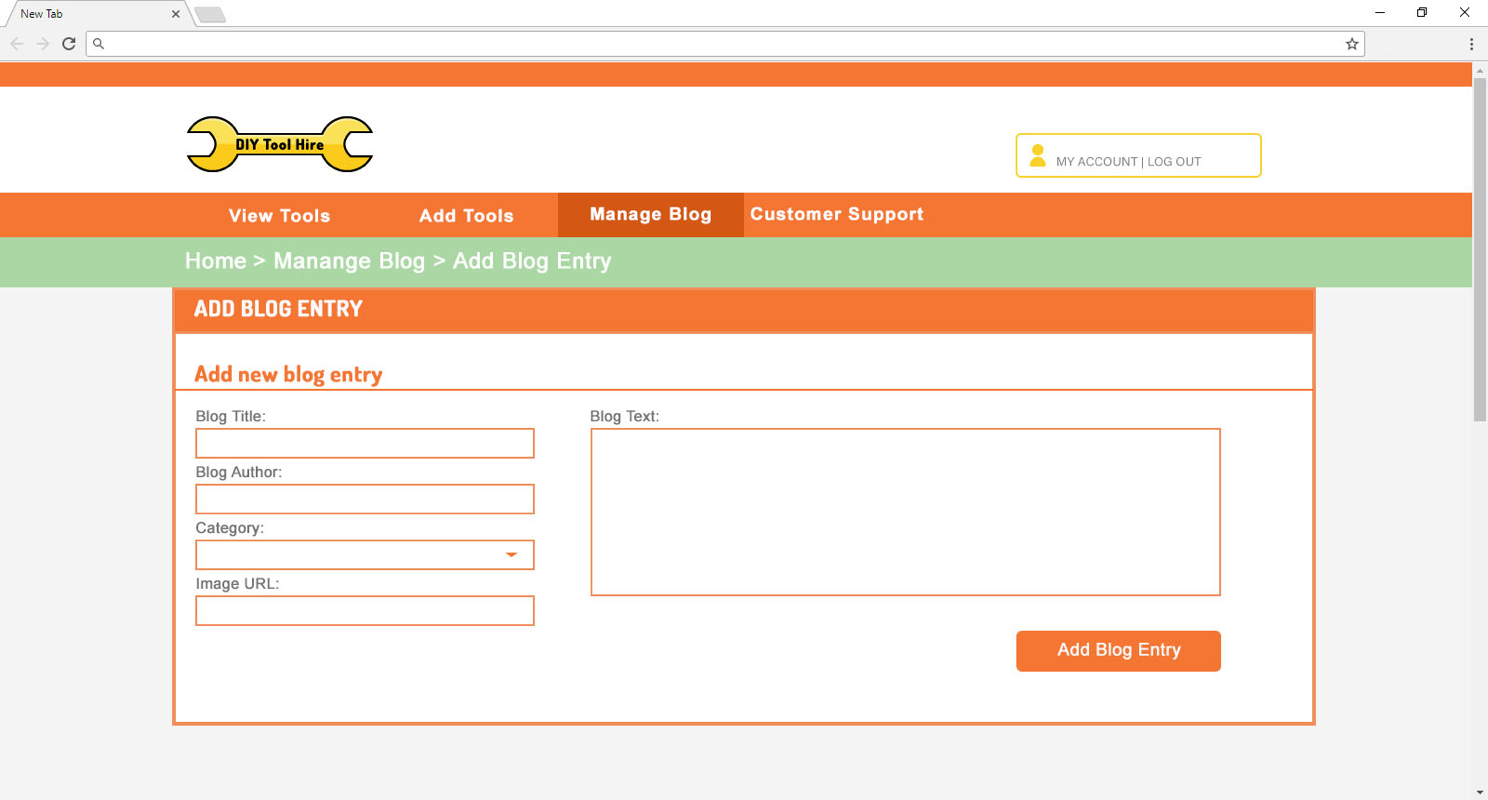 New Tab
DIY Tool Hire
MY ACCOUNT | LOG OUT
View Tools Add Tools Manage Blog Customer Support
Home > Manange Blog > Add Blog Entry
ADD BLOG ENTRY
Add new blog entry
Blog Title:
Blog Author:
Category:
Image URL:
Blog Text:
Add Blog Entry